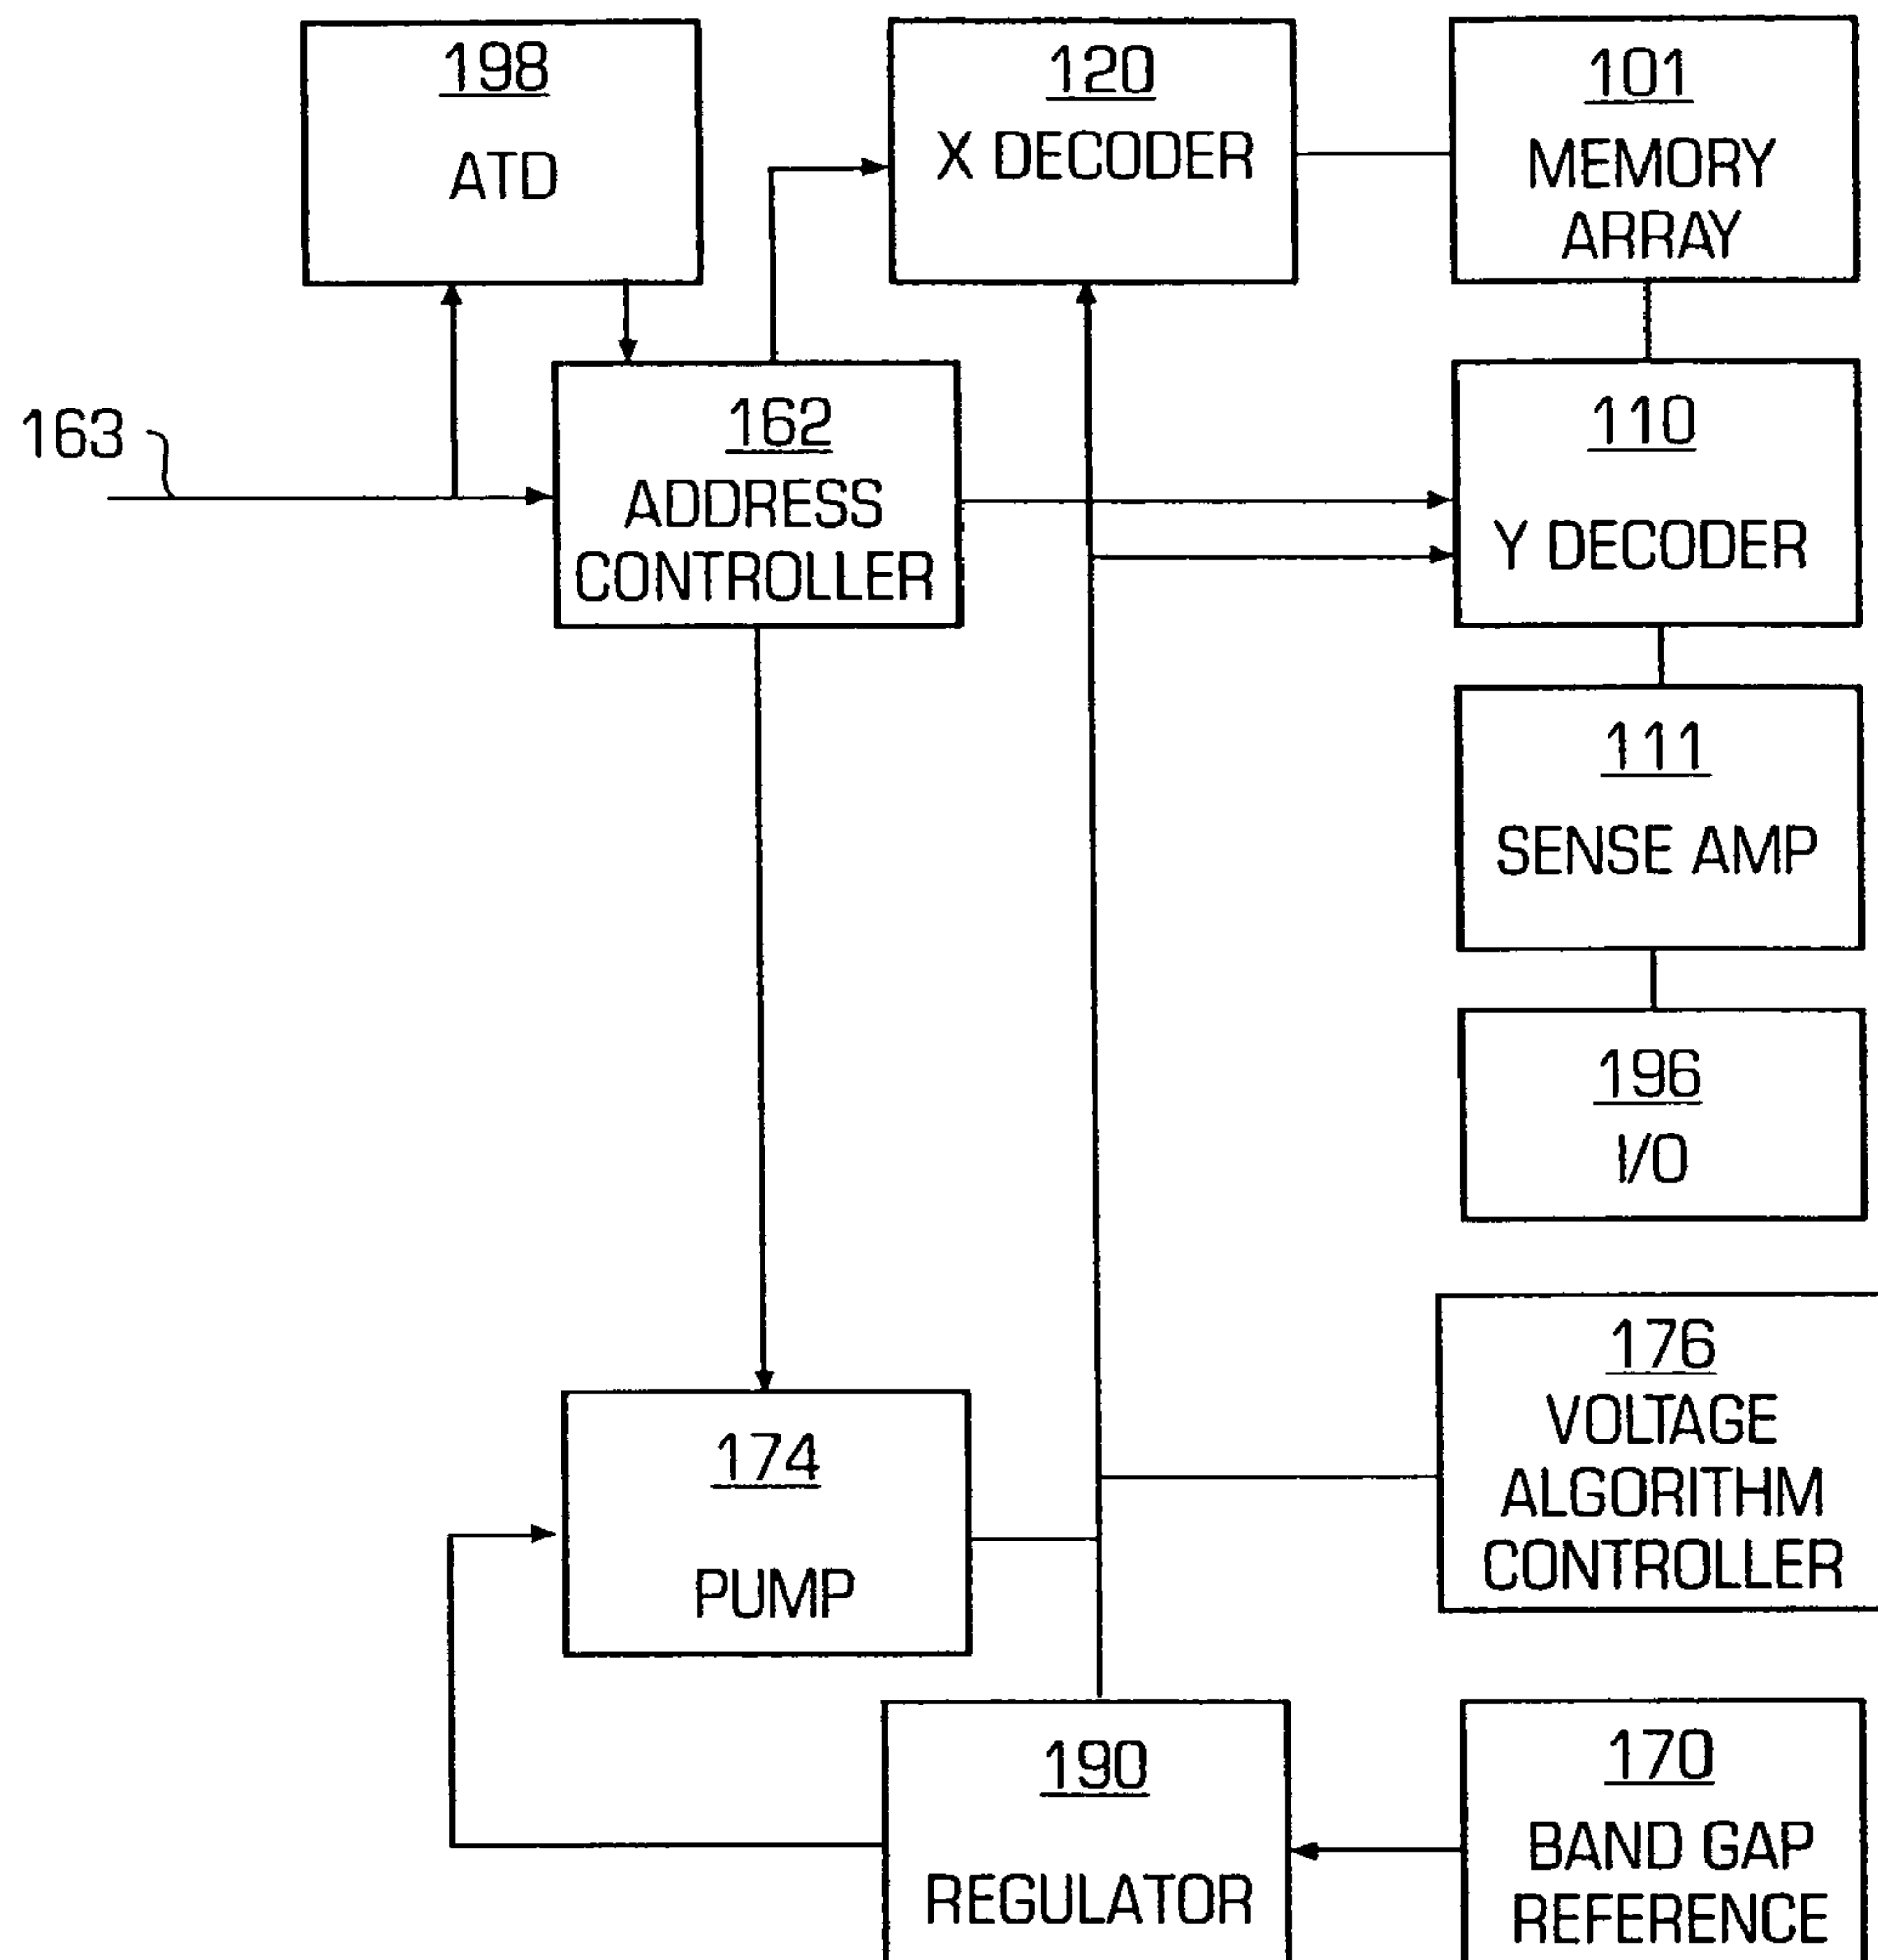 198
ATD
120
X DECODER
101
MEMORY
ARRAY
163
162
ADDRESS
CONTROLLER
110
Y DECODER
111
SENSE AMP
196
I/O
174
PUMP
176
VOLTAGE
ALGORITHM
CONTROLLER
190
REGULATOR
170
BAND GAP
REFERENCE